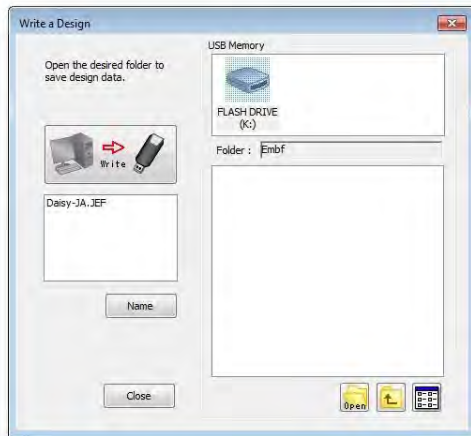 Write a Design
Open the desired folder to
save design data.
Write
Daisy-JA.JEF
Name
Close
USB Memory
FLASH DRIVE
(K:)
Folder : Embf
Open